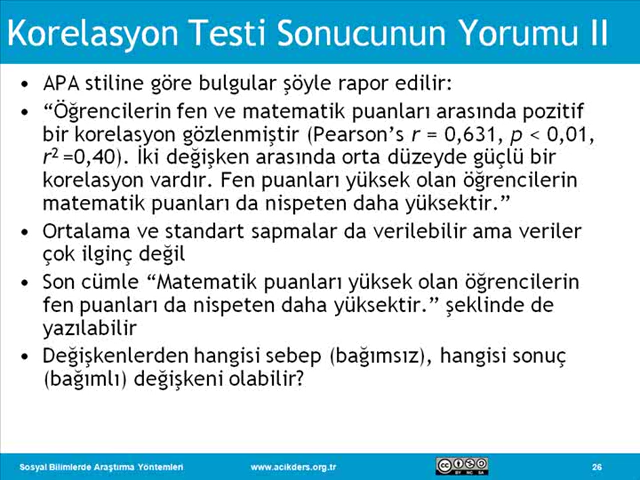 Korelasyon Testi Sonucunun Yorumu II
• APA stiline göre bulgular şöyle rapor edilir:
• “Öğrencilerin fen ve matematik puanları arasında pozitif
bir korelasyon gözlenmiştir (Pearson’s r = 0,631, p < 0,01,
r² =0,40). İki değişken arasında orta düzeyde güçlü bir
korelasyon vardır. Fen puanları yüksek olan öğrencilerin
matematik puanları da nispeten daha yüksektir.”
• Ortalama ve standart sapmalar da verilebilir ama veriler
çok ilginç değil
• Son cümle “Matematik puanları yüksek olan öğrencilerin
fen puanları da nispeten daha yüksektir.” şeklinde de
yazılabilir
• Değişkenlerden hangisi sebep (bağımsız), hangisi sonuç
(bağımlı) değişkeni olabilir?
Sosyal Bilimlerde Araştırma Yöntemleri www.acikders.org.tr cc BY NC SA 26